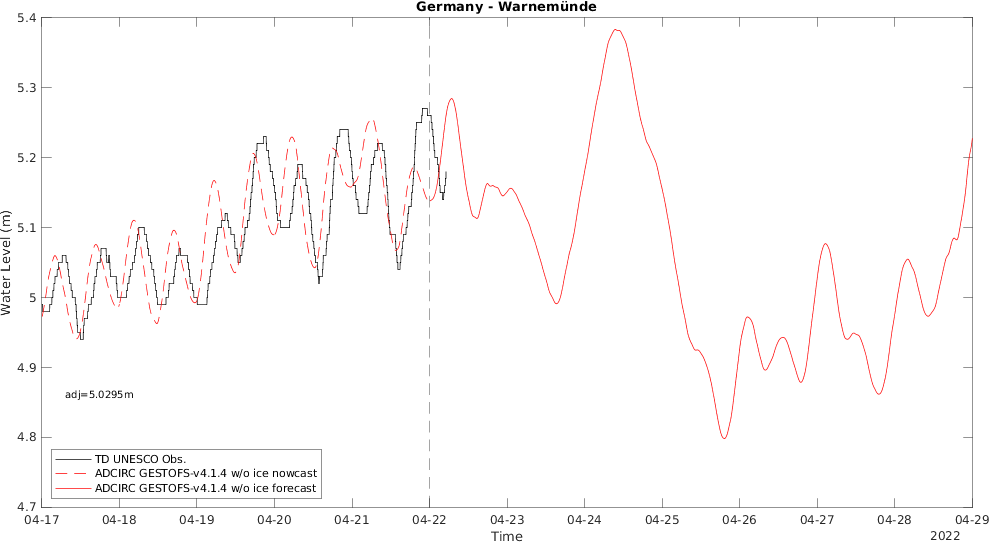 Germany - Warnemünde
5.4
5.3
5.2
5.1
5
4.9
4.8
4.7
Water Level (m)
adj=5.0295m
TD UNESCO Obs.
ADCIRC GESTOFS-v4.1.4 w/o ice nowcast
ADCIRC GESTOFS-v4.1.4 w/o ice forecast
04-17 04-18 04-19 04-20 04-21 04-22 04-23 04-24 04-25 04-26 04-27 04-28 04-29
Time
2022